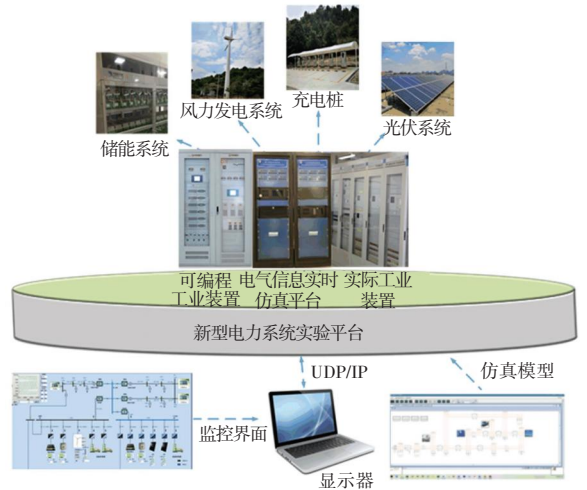 充电桩
风力发电系统
光伏系统
储能系统
可编程 电气信息实时 实际工业
工业装置 仿真平台 装置
新型电力系统实验平台
UDP/IP
仿真模型
监控界面
显示器